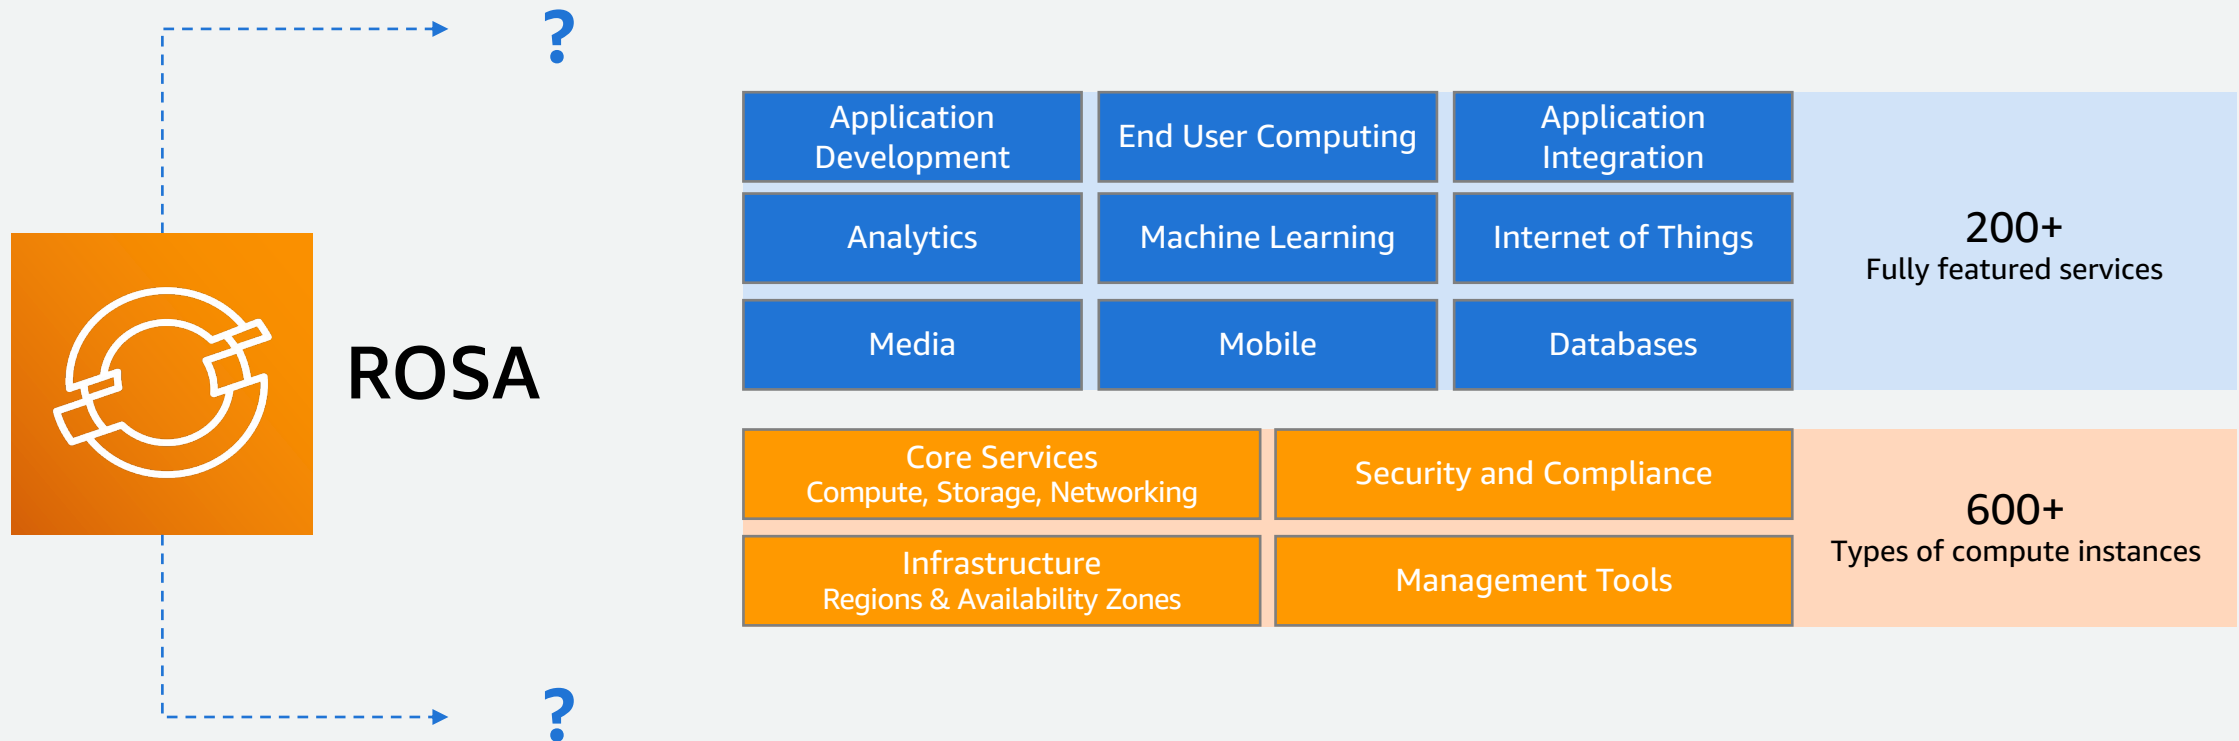 ?
Application
Development
End User Computing
Application
Integration
Analytics
Machine Learning
Internet of Things
200+
Fully featured services
Media
Mobile
Databases
ROSA
Core Services
Compute, Storage, Networking
Security and Compliance
600+
Types of compute instances
Infrastructure
Regions & Availability Zones
Management Tools
?